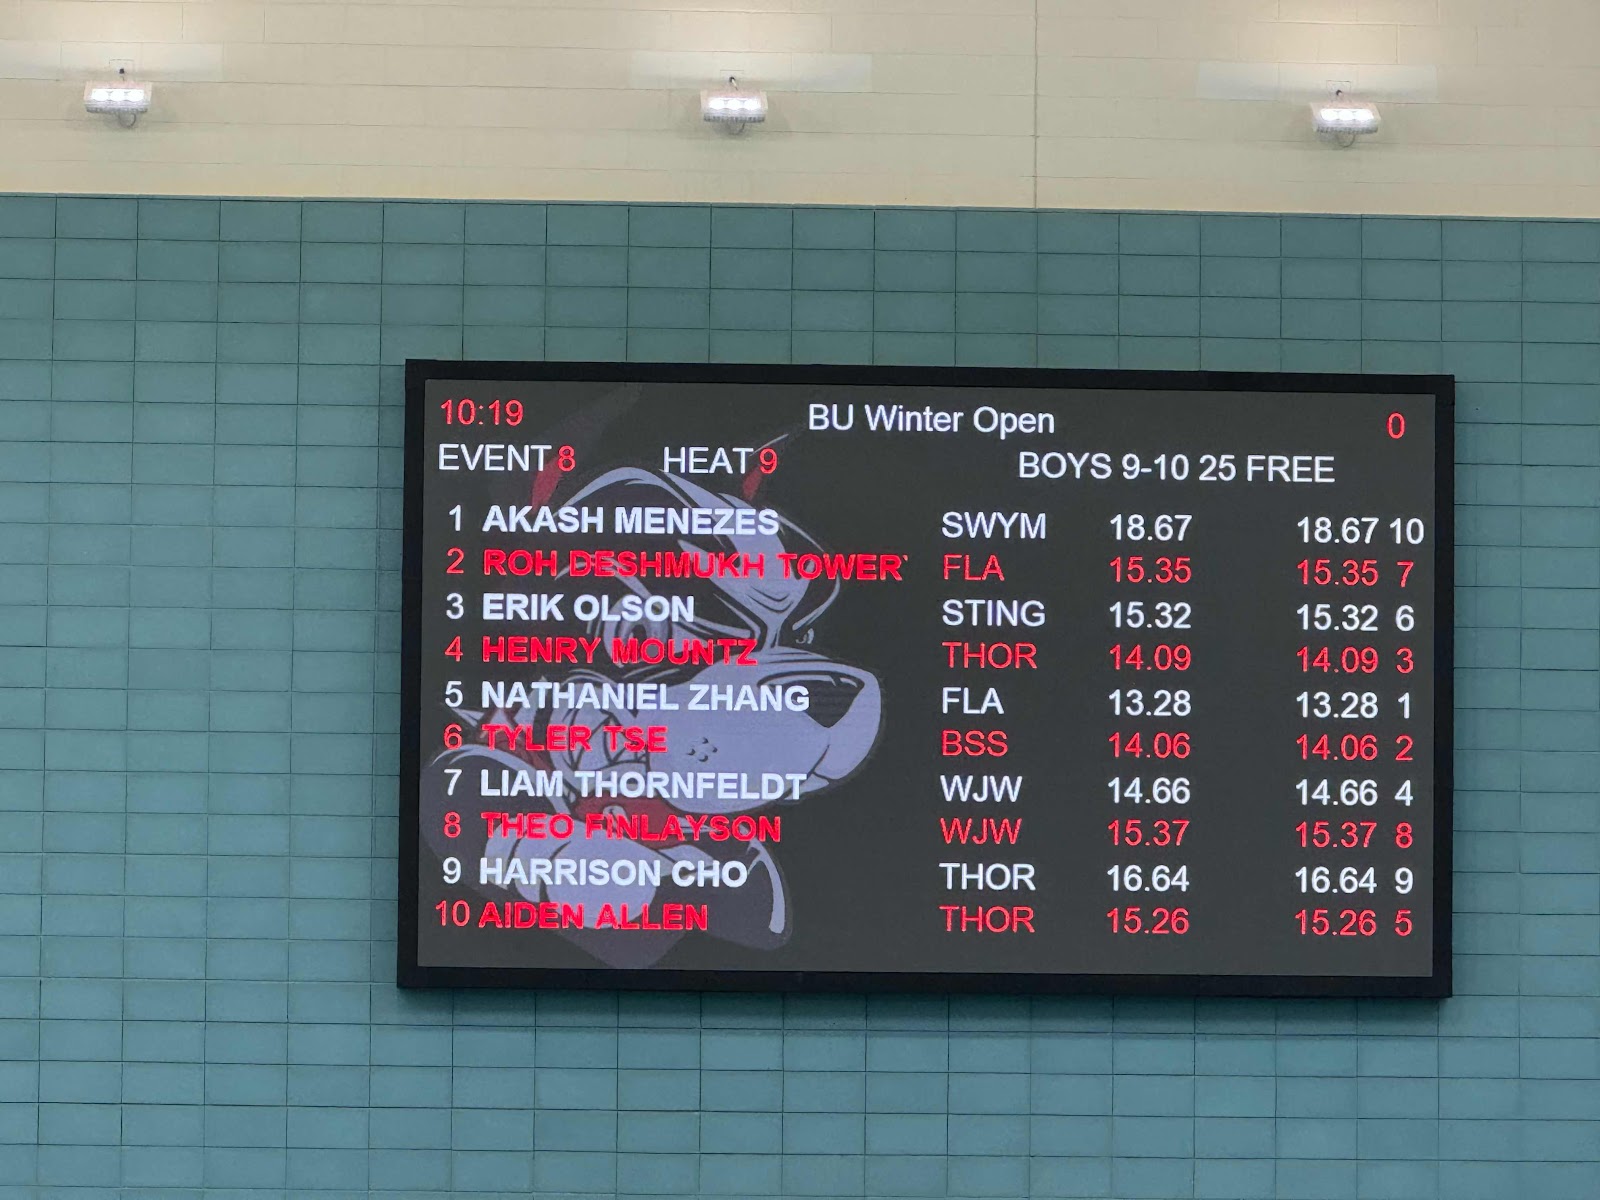 10:19 BU Winter Open 0
EVENT 8 HEAT 9 BOYS 9-10 25 FREE
1 AKASH MENEZES SWYM 18.67 18.67 10
2 ROH DESHMUKH TOWER' FLA 15.35 15.35 7
3 ERIK OLSON STING 15.32 15.32 6
4 HENRY MOUNTZ THOR 14.09 14.09 3
5 NATHANIEL ZHANG FLA 13.28 13.28 1
6 TYLER TSE BSS 14.06 14.06 2
7 LIAM THORNFELDT WJW 14.66 14.66 4
8 THEO FINLAYSON WJW 15.37 15.37 8
9 HARRISON CHO THOR 16.64 16.64 9
10 AIDEN ALLEN THOR 15.26 15.26 5